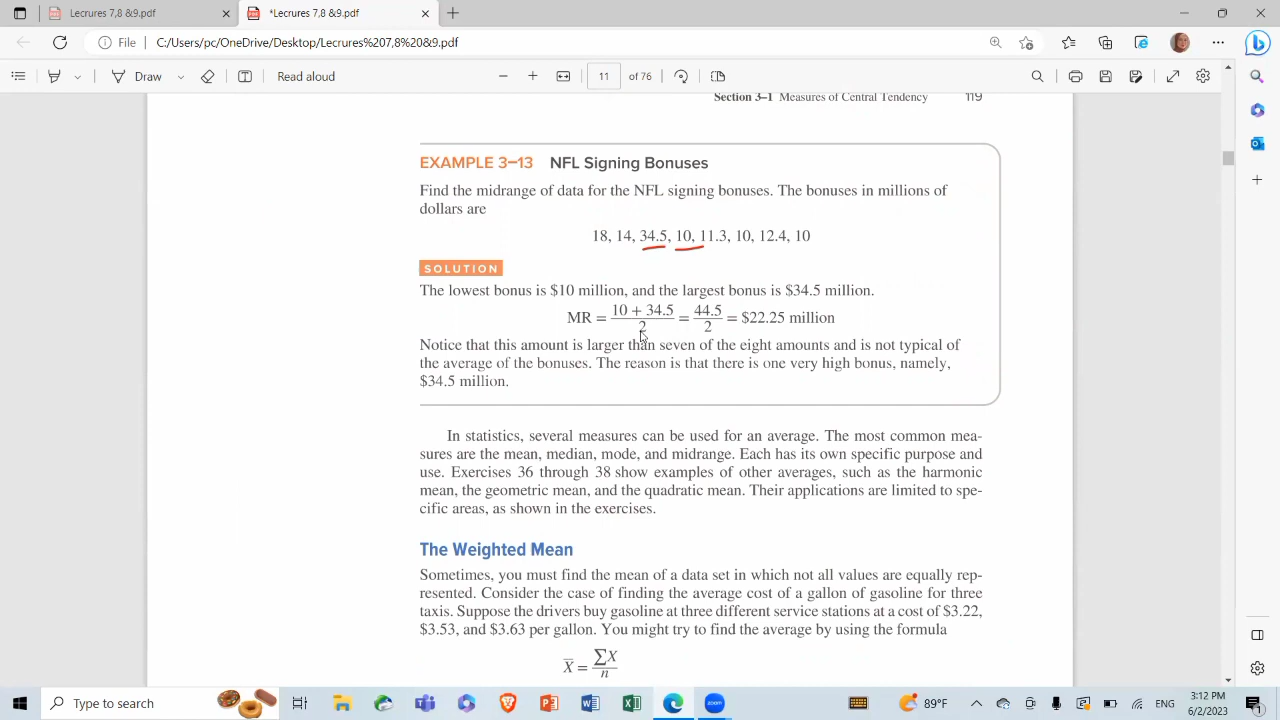 Lecures 7,8 &9.pdf
*Lecures 7,8 &9.pdf
File
C:/Users/pc/OneDrive/Desktop/Lecures%207,8%20&9.pdf
Draw
Read aloud
11
of 76
Section 3–1 Measures of Central Tendency 119
EXAMPLE 3–13 NFL Signing Bonuses
Find the midrange of data for the NFL signing bonuses. The bonuses in millions of
dollars are
18, 14, 34.5, 10, 11.3, 10, 12.4, 10
SOLUTION
The lowest bonus is $10 million, and the largest bonus is $34.5 million.
MR = 10 + 34.5 / 2 = 44.5 / 2 = $22.25 million
Notice that this amount is larger than seven of the eight amounts and is not typical of
the average of the bonuses. The reason is that there is one very high bonus, namely,
$34.5 million.
In statistics, several measures can be used for an average. The most common mea-
sures are the mean, median, mode, and midrange. Each has its own specific purpose and
use. Exercises 36 through 38 show examples of other averages, such as the harmonic
mean, the geometric mean, and the quadratic mean. Their applications are limited to spe-
cific areas, as shown in the exercises.
The Weighted Mean
Sometimes, you must find the mean of a data set in which not all values are equally rep-
resented. Consider the case of finding the average cost of a gallon of gasoline for three
taxis. Suppose the drivers buy gasoline at three different service stations at a cost of $3.22,
$3.53, and $3.63 per gallon. You might try to find the average by using the formula
X̄ = ∑X / n
Type to search
zoom
89°F
ENG
3:12 PM
6/2/2023